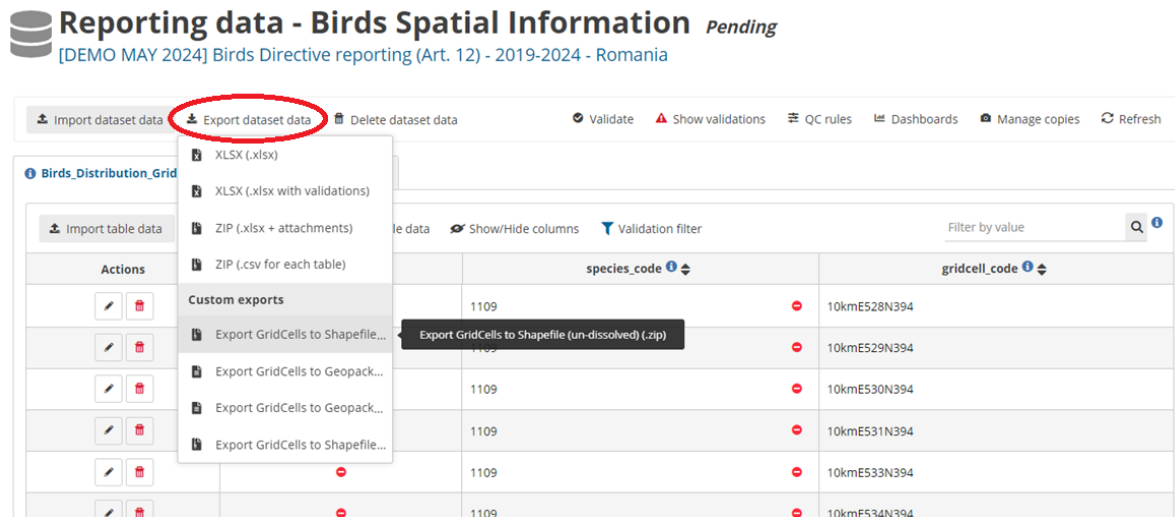 Reporting data - Birds Spatial Information Pending
[DEMO MAY 2024] Birds Directive reporting (Art. 12) - 2019-2024 - Romania
Import dataset data Export dataset data Delete dataset data Validate Show validations QC rules Dashboards Manage copies Refresh
XLSX (.xlsx)
Birds_Distribution_Grid
XLSX (.xlsx with validations)
Import table data ZIP (.xlsx + attachments) le data Show/Hide columns Validation filter Filter by value
Actions ZIP (.csv for each table) species_code gridcell_code
Custom exports
1109 10kmE528N394
Export GridCells to Shapefile... Export GridCells to Shapefile (un-dissolved) (.zip)
1109 10kmE529N394
Export GridCells to Geopack...
1109 10kmE530N394
Export GridCells to Geopack...
1109 10kmE531N394
Export GridCells to Shapefile...
1109 10kmE533N394
1109 10kmE534N394